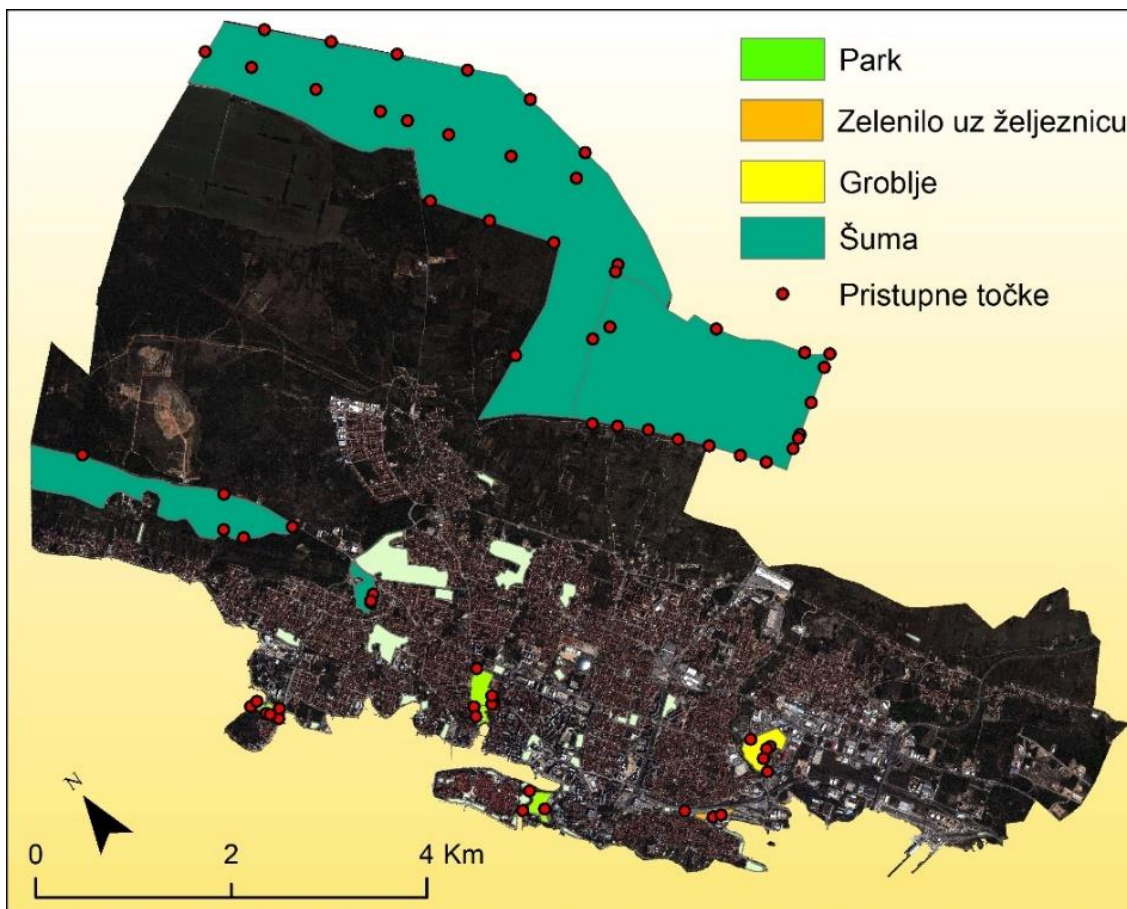 Park
Zelenilo uz željeznicu
Groblje
Šuma
Pristupne točke
N
0 2 4 Km